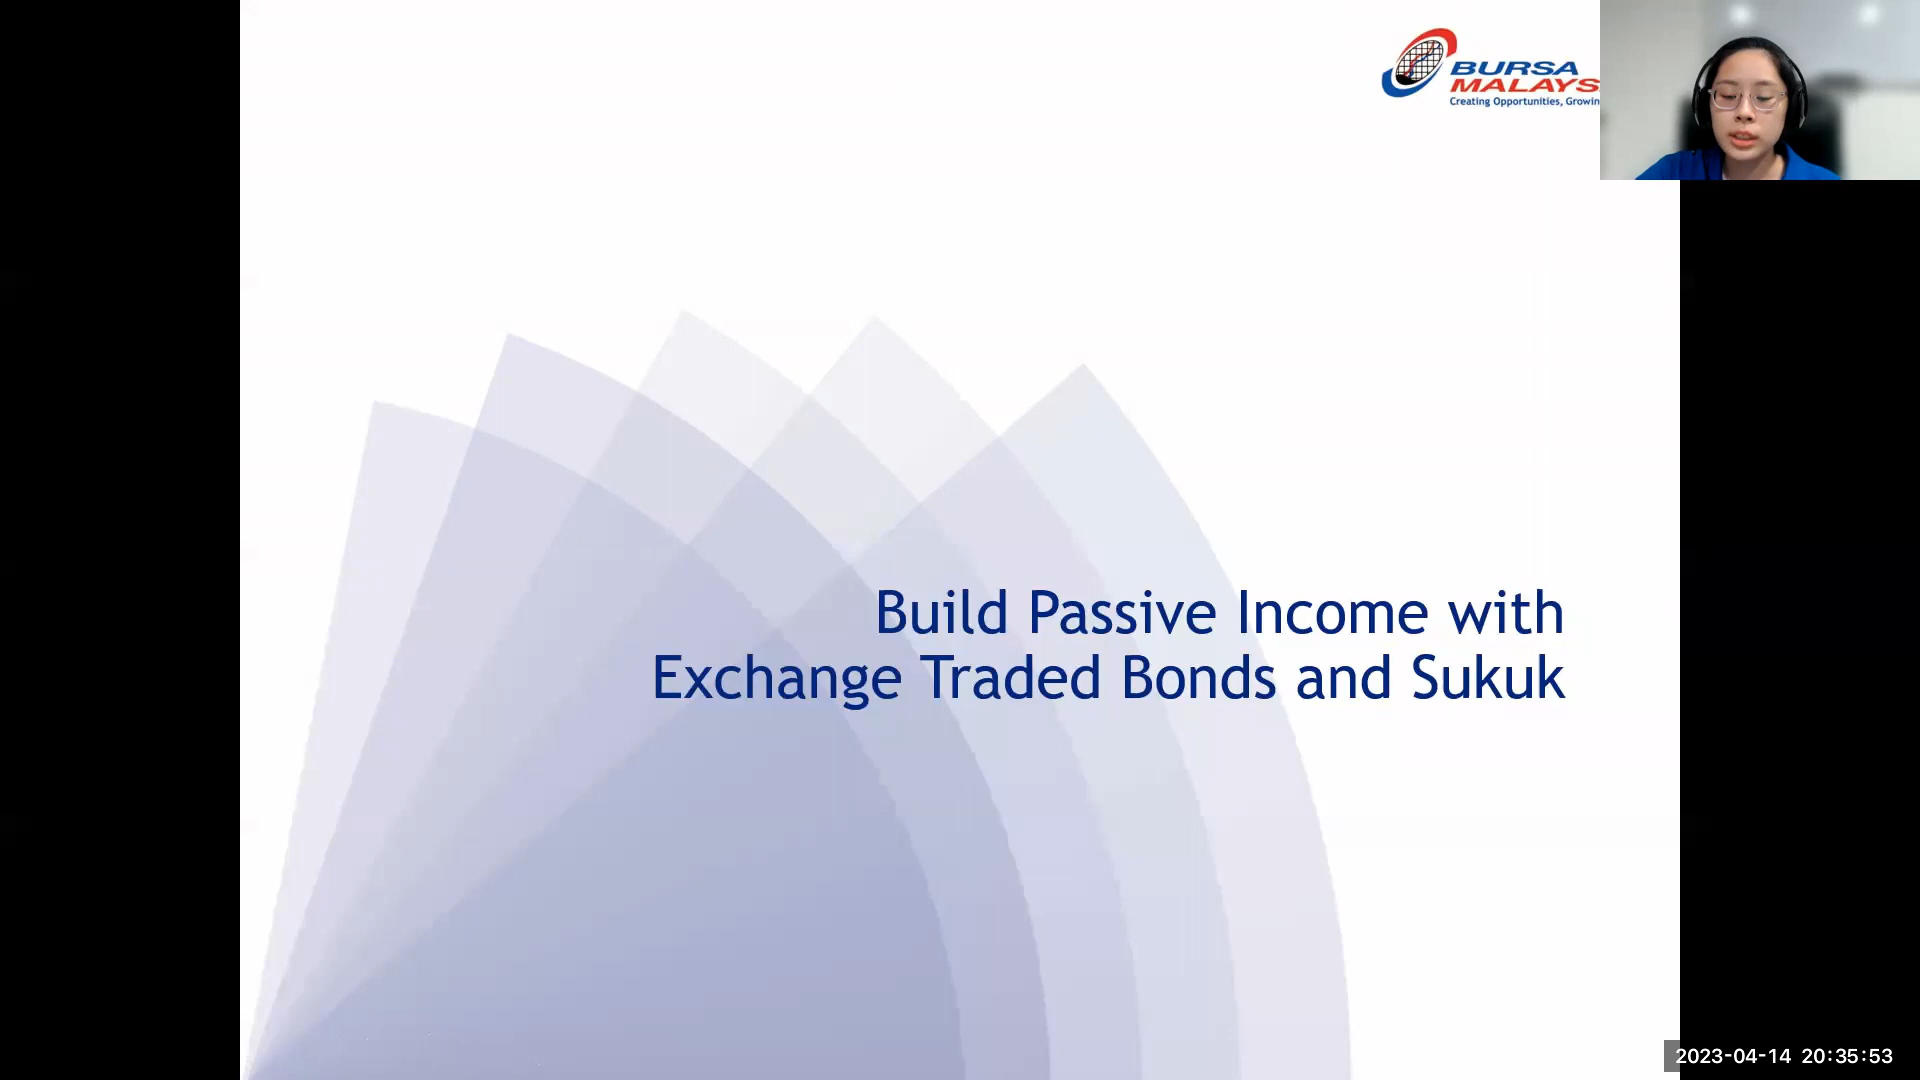 BURSA
MALAYS
Creating Opportunities, Growin
Build Passive Income with
Exchange Traded Bonds and Sukuk
2023-04-14 20:35:53